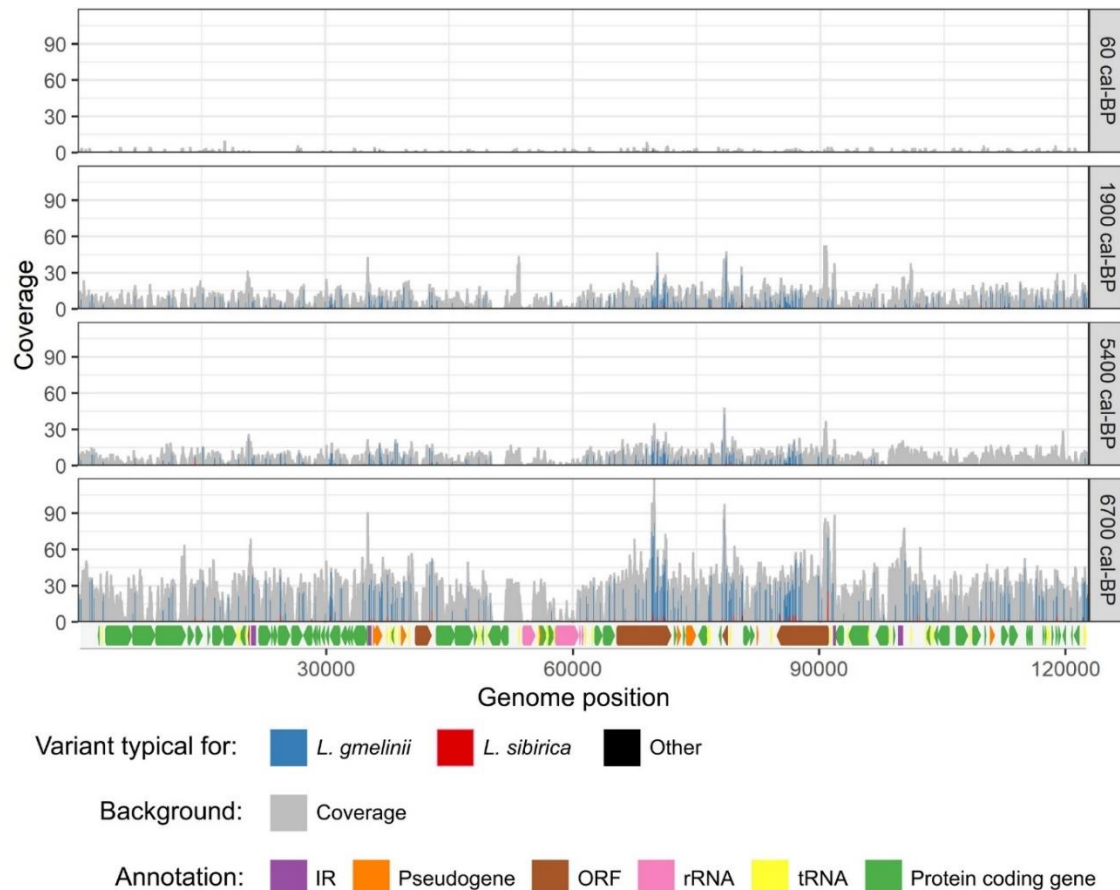 90
60
30
0
60 cal-BP
90
60
30
0
1900 cal-BP
90
60
30
0
5400 cal-BP
90
60
30
0
6700 cal-BP
Coverage
30000 60000 90000 120000
Genome position
Variant typical for: L. gmelinii L. sibirica Other
Background: Coverage
Annotation: IR Pseudogene ORF rRNA tRNA Protein coding gene